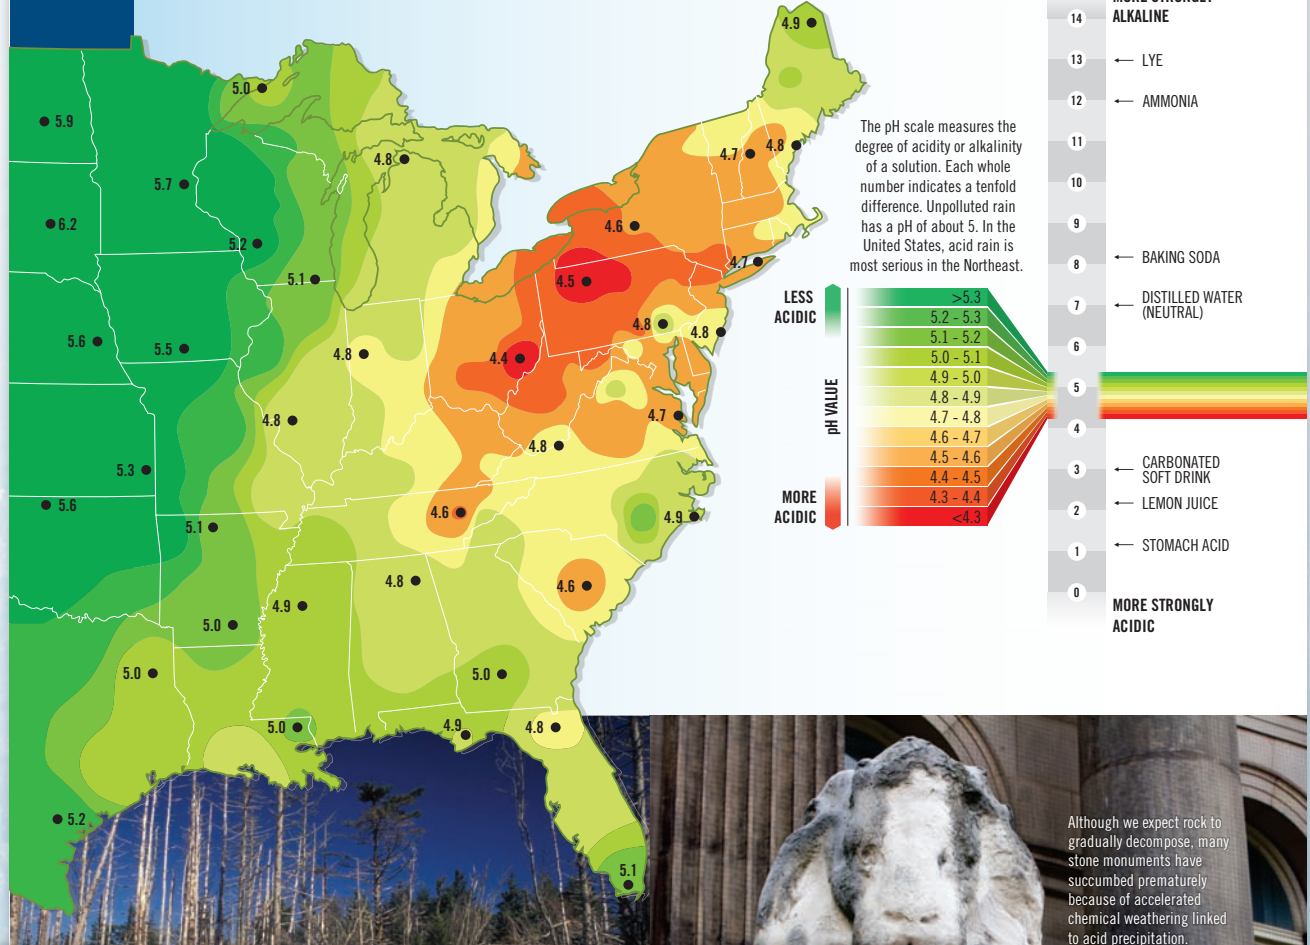 4.9
5.0
5.9
4.8
4.7
4.8
5.7
6.2
4.6
5.2
4.7
5.1
4.5
4.8
4.8
5.6
5.5
4.8
4.4
4.8
4.7
4.8
5.3
5.6
4.6
4.9
5.1
4.8
4.6
4.9
5.0
5.0
5.0
5.0
4.9
4.8
5.2
5.1
The pH scale measures the
degree of acidity or alkalinity
of a solution. Each whole
number indicates a tenfold
difference. Unpolluted rain
has a pH of about 5. In the
United States, acid rain is
most serious in the Northeast.
LESS
ACIDIC
pH VALUE
MORE
ACIDIC
>5.3
5.2 - 5.3
5.1 - 5.2
5.0 - 5.1
4.9 - 5.0
4.8 - 4.9
4.7 - 4.8
4.6 - 4.7
4.5 - 4.6
4.4 - 4.5
4.3 - 4.4
<4.3
MORE STRONGLY
ALKALINE
14
13
LYE
12
AMMONIA
11
10
9
8
BAKING SODA
7
DISTILLED WATER
(NEUTRAL)
6
5
4
3
CARBONATED
SOFT DRINK
2
LEMON JUICE
1
STOMACH ACID
0
MORE STRONGLY
ACIDIC
Although we expect rock to
gradually decompose, many
stone monuments have
succumbed prematurely
because of accelerated
chemical weathering linked
to acid precipitation.